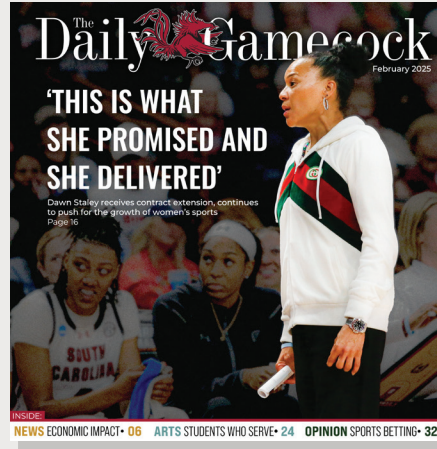 The
Daily Gamecock
February 2025
‘THIS IS WHAT
SHE PROMISED AND
SHE DELIVERED’
Dawn Staley receives contract extension, continues
to push for the growth of women's sports
Page 16
SOUTH
CAROLINA
INSIDE:
NEWS ECONOMIC IMPACT• 06 ARTS STUDENTS WHO SERVE• 24 OPINION SPORTS BETTING• 32